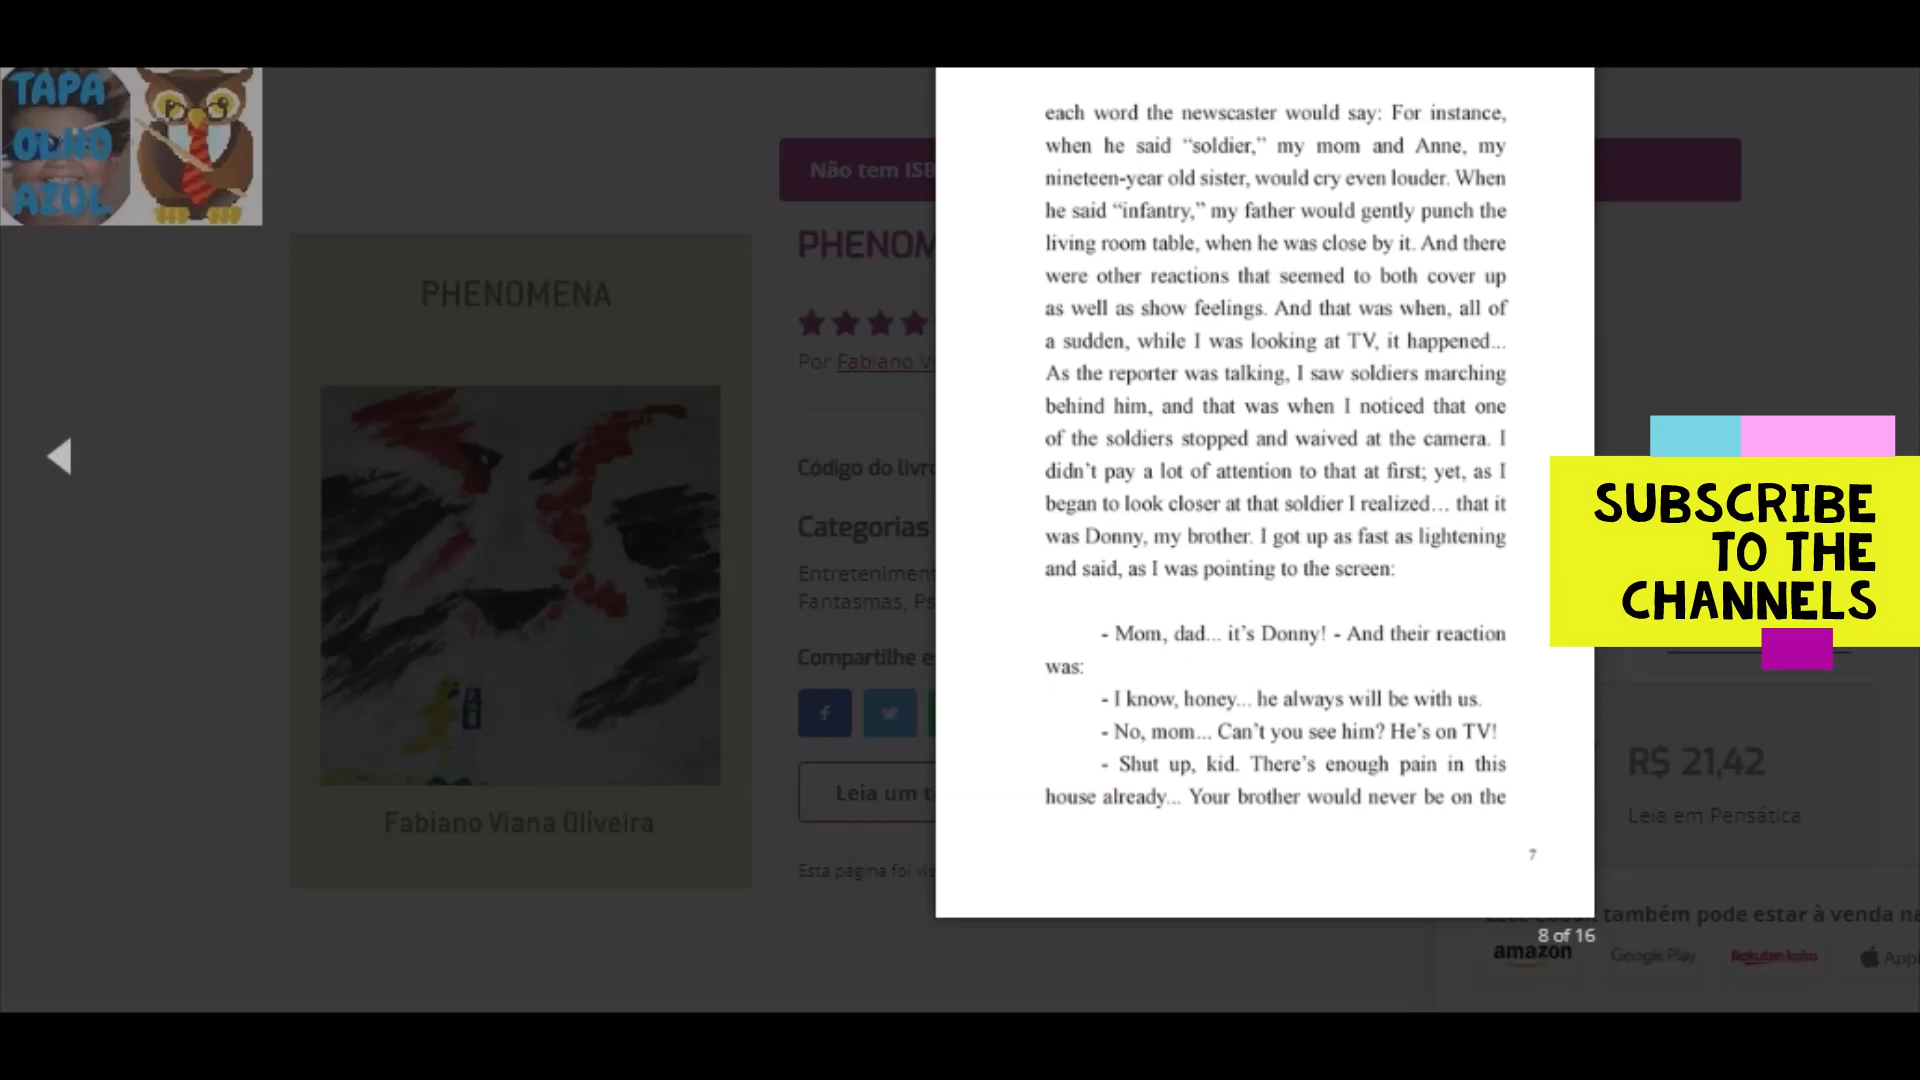 TAPA
OLHO
AZUL
Não tem ISB
PHENOM
Por Fabiano V
Código do livr
Categorias
Entretenimen
Fantasmas, Ps
Compartilhe e
Leia um t
Esta página foi vis
PHENOMENA
Fabiano Viana Oliveira
each word the newscaster would say: For instance,
when he said “soldier,” my mom and Anne, my
nineteen-year old sister, would cry even louder. When
he said “infantry,” my father would gently punch the
living room table, when he was close by it. And there
were other reactions that seemed to both cover up
as well as show feelings. And that was when, all of
a sudden, while I was looking at TV, it happened...
As the reporter was talking, I saw soldiers marching
behind him, and that was when I noticed that one
of the soldiers stopped and waived at the camera. I
didn’t pay a lot of attention to that at first; yet, as I
began to look closer at that soldier I realized... that it
was Donny, my brother. I got up as fast as lightening
and said, as I was pointing to the screen:
- Mom, dad... it’s Donny! - And their reaction
was:
- I know, honey... he always will be with us.
- No, mom... Can’t you see him? He’s on TV!
- Shut up, kid. There’s enough pain in this
house already... Your brother would never be on the
7
8 of 16
SUBSCRIBE
TO THE
CHANNELS
R$ 21,42
Leia em Pensática
também pode estar à venda na
amazon
Google Play
Rakuten kobo
Appl